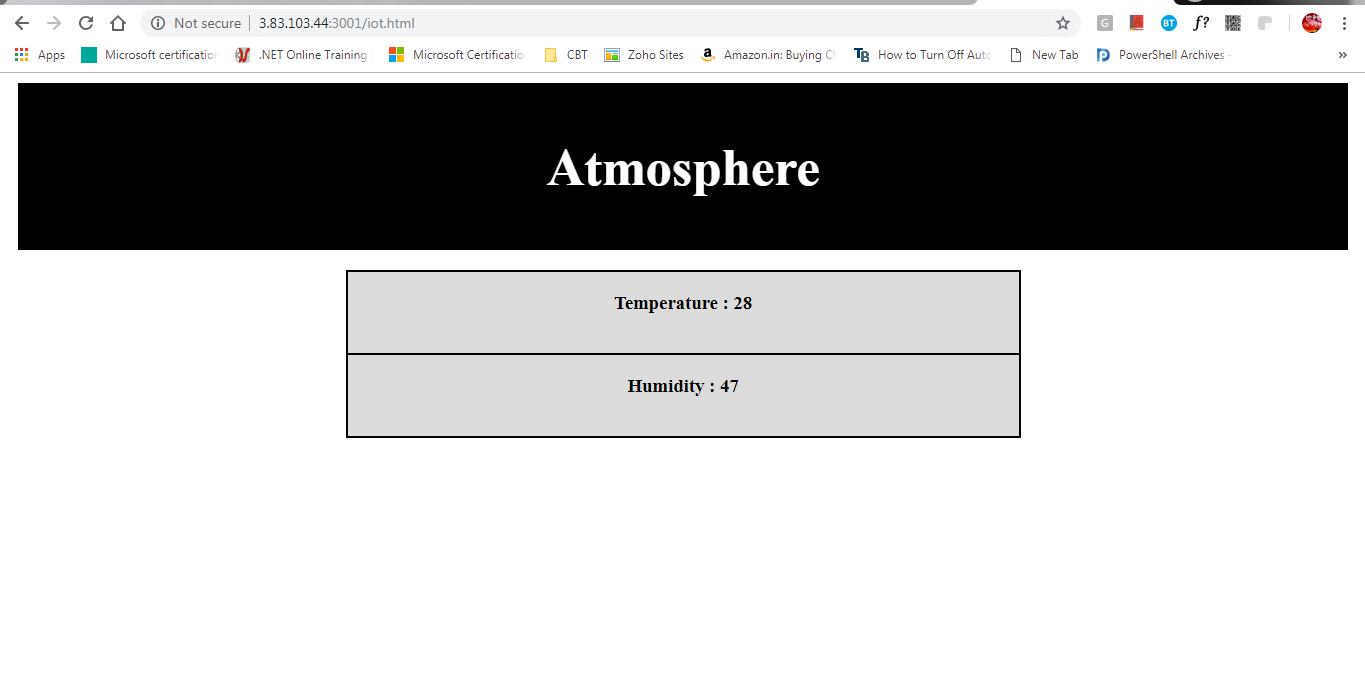 Not secure 3.83.103.44:3001/iot.html G BT f?
Apps Microsoft certification .NET Online Training Microsoft Certificatio CBT Zoho Sites a Amazon.in: Buying Ch TB How to Turn Off Auto New Tab PowerShell Archives - »
Atmosphere
Temperature : 28
Humidity : 47